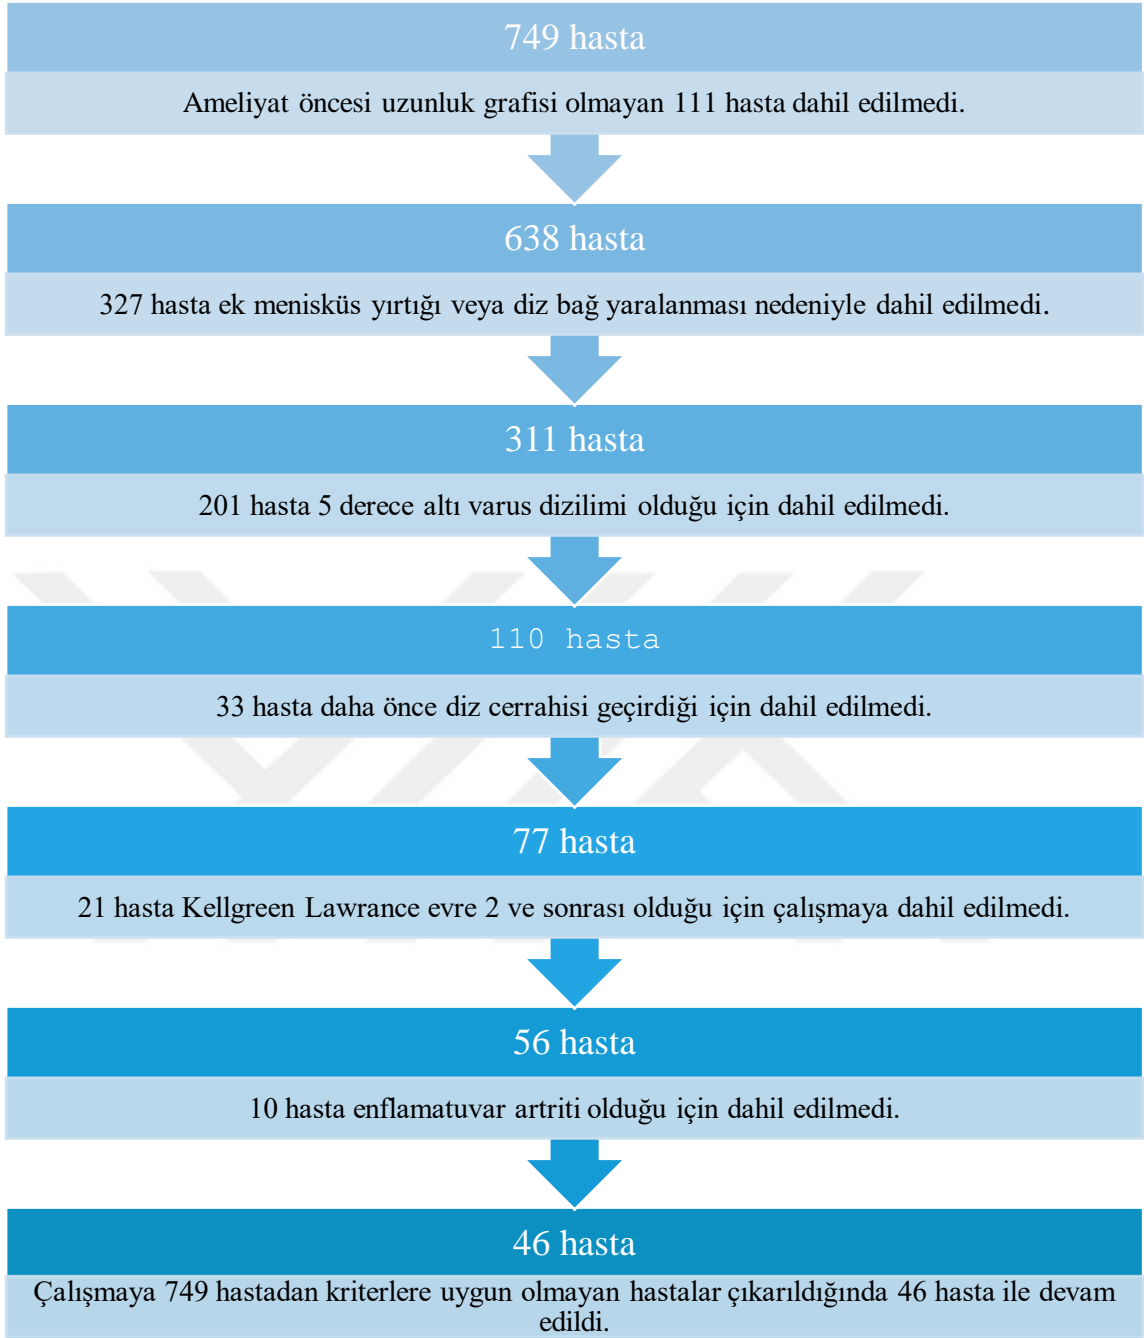 749 hasta
Ameliyat öncesi uzunluk grafisi olmayan 111 hasta dahil edilmedi.
638 hasta
327 hasta ek menisküs yırtığı veya diz bağ yaralanması nedeniyle dahil edilmedi.
311 hasta
201 hasta 5 derece altı varus dizilimi olduğu için dahil edilmedi.
110 hasta
33 hasta daha önce diz cerrahisi geçirdiği için dahil edilmedi.
77 hasta
21 hasta Kellgreen Lawrance evre 2 ve sonrası olduğu için çalışmaya dahil edilmedi.
56 hasta
10 hasta enflamatuvar artriti olduğu için dahil edilmedi.
46 hasta
Çalışmaya 749 hastadan kriterlere uygun olmayan hastalar çıkarıldığında 46 hasta ile devam
edildi.